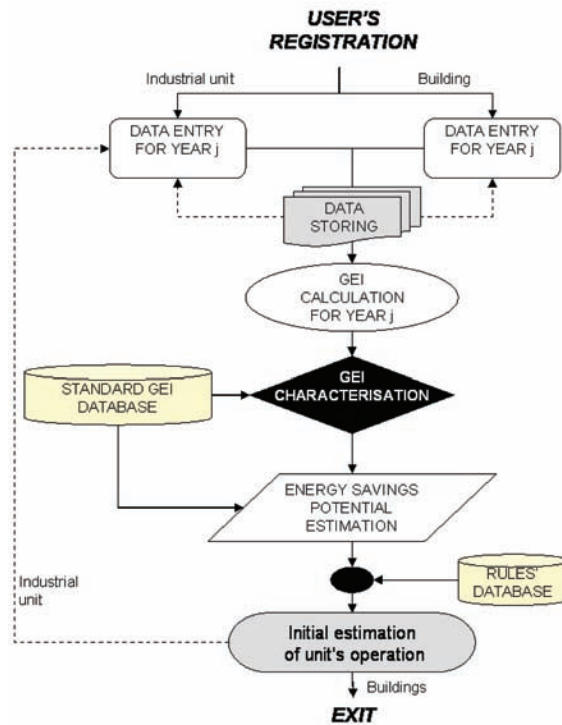 USER'S
REGISTRATION
Industrial unit
Building
DATA ENTRY
FOR YEAR j
DATA ENTRY
FOR YEAR j
DATA
STORING
GEI
CALCULATION
FOR YEAR j
GEI
CHARACTERISATION
STANDARD GEI
DATABASE
ENERGY SAVINGS
POTENTIAL
ESTIMATION
Industrial
unit
RULES'
DATABASE
Initial estimation
of unit's operation
Buildings
EXIT